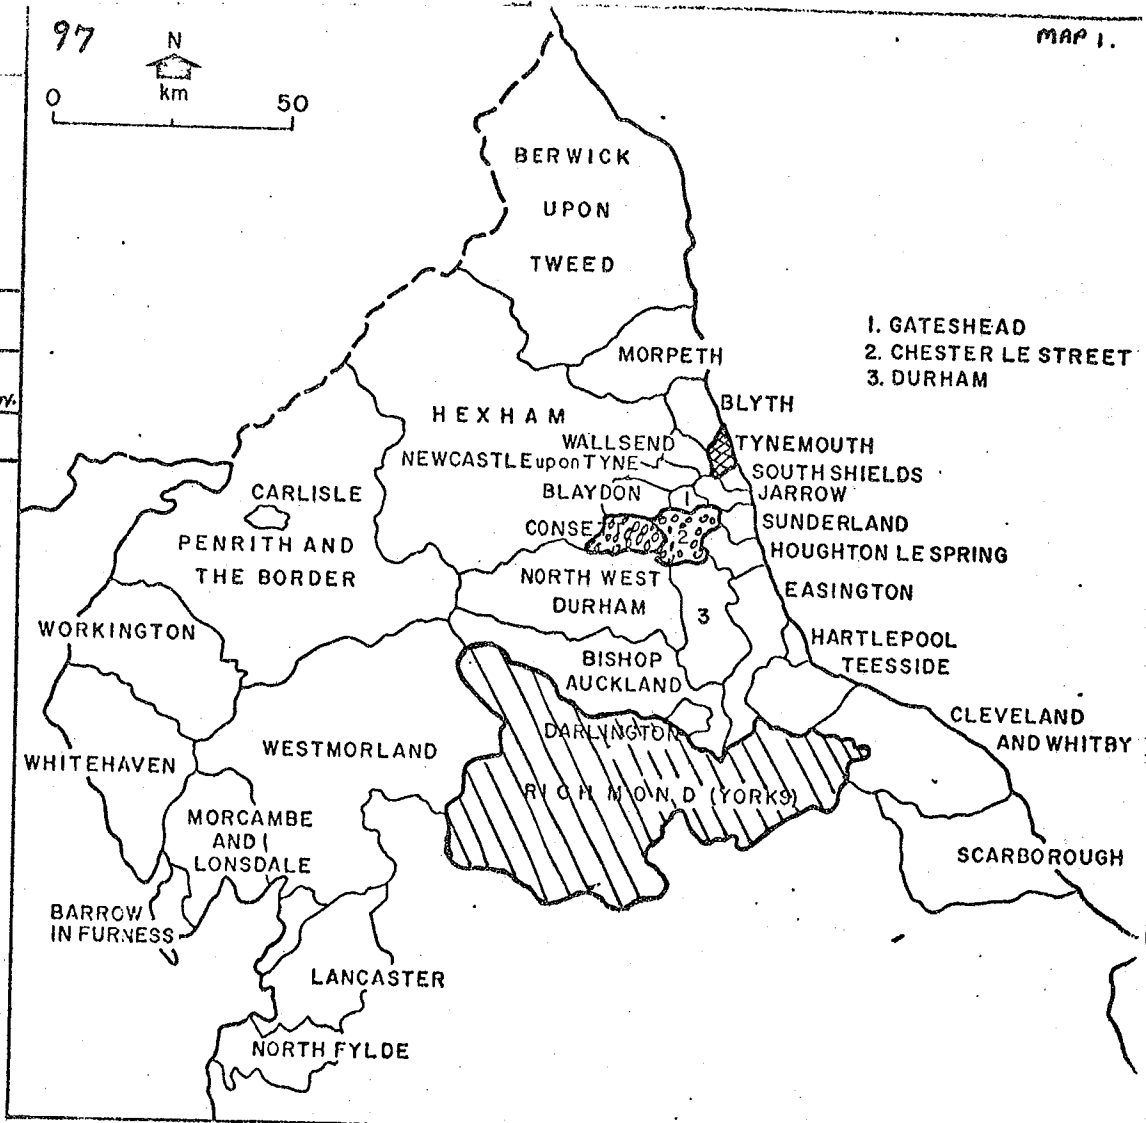 97
MAP 1.
N
km
0 50
BERWICK
UPON
TWEED
1. GATESHEAD
2. CHESTER LE STREET
3. DURHAM
MORPETH
BLYTH
HEXHAM
WALLSEND
TYNEMOUTH
NEWCASTLE upon TYNE
SOUTH SHIELDS
CARLISLE
BLAYDON
1
JARROW
CONSETT
2
SUNDERLAND
PENRITH AND
THE BORDER
HOUGHTON LE SPRING
NORTH WEST
DURHAM
EASINGTON
3
WORKINGTON
HARTLEPOOL
TEESSIDE
BISHOP
AUCKLAND
CLEVELAND
AND WHITBY
DARLINGTON
WESTMORLAND
WHITEHAVEN
RICHMOND (YORKS)
MORCAMBE
AND
LONSDALE
SCARBOROUGH
BARROW
IN FURNESS
LANCASTER
NORTH FYLDE